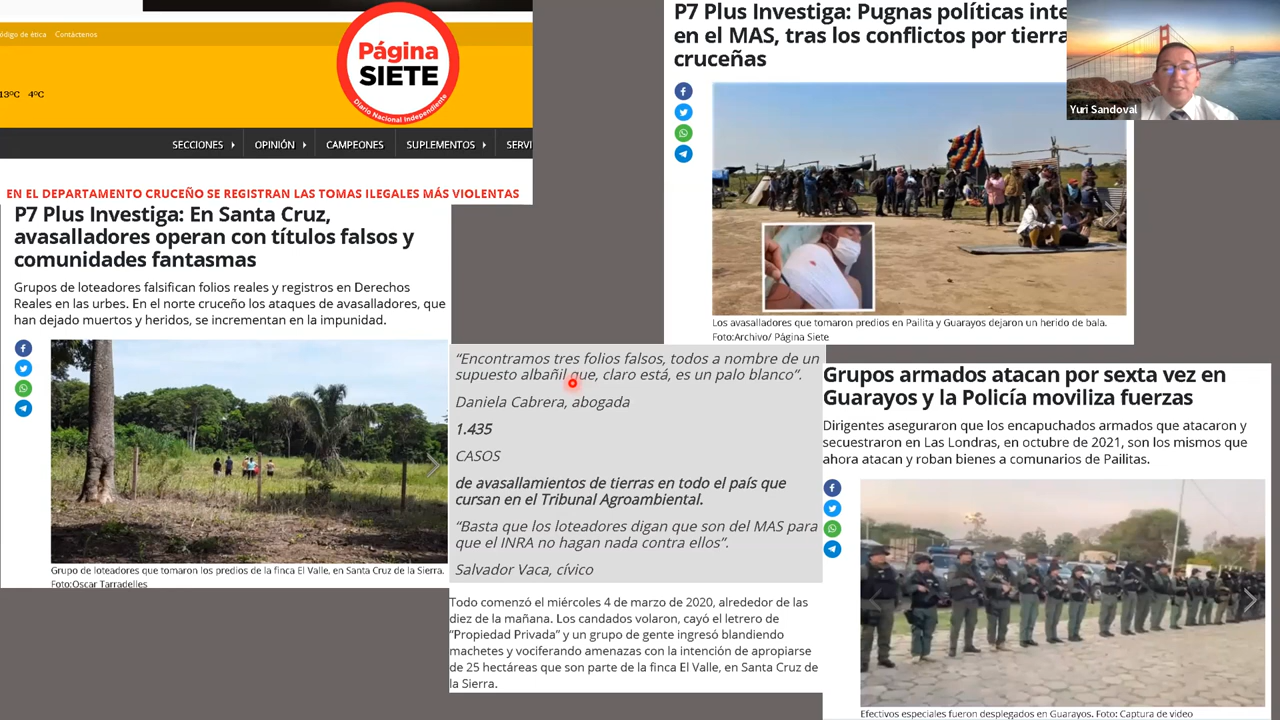 ódigo de ética Contáctenos
13ºC 4ºC
Página
SIETE
Diario Nacional Independiente
SECCIONES OPINIÓN CAMPEONES SUPLEMENTOS SERVI
EN EL DEPARTAMENTO CRUCEÑO SE REGISTRAN LAS TOMAS ILEGALES MÁS VIOLENTAS
P7 Plus Investiga: En Santa Cruz,
avasalladores operan con títulos falsos y
comunidades fantasmas
Grupos de loteadores falsifican folios reales y registros en Derechos
Reales en las urbes. En el norte cruceño los ataques de avasalladores, que
han dejado muertos y heridos, se incrementan en la impunidad.
Grupo de loteadores que tomaron los predios de la finca El Valle, en Santa Cruz de la Sierra.
Foto:Oscar Tarradelles
“Encontramos tres folios falsos, todos a nombre de un
supuesto albañil que, claro está, es un palo blanco”.
Daniela Cabrera, abogada
1.435
CASOS
de avasallamientos de tierras en todo el país que
cursan en el Tribunal Agroambiental.
“Basta que los loteadores digan que son del MAS para
que el INRA no hagan nada contra ellos”.
Salvador Vaca, cívico
Todo comenzó el miércoles 4 de marzo de 2020, alrededor de las
diez de la mañana. Los candados volaron, cayó el letrero de
“Propiedad Privada” y un grupo de gente ingresó blandiendo
machetes y vociferando amenazas con la intención de apropiarse
de 25 hectáreas que son parte de la finca El Valle, en Santa Cruz de
la Sierra.
P7 Plus Investiga: Pugnas políticas inte
en el MAS, tras los conflictos por tierra
cruceñas
Los avasalladores que tomaron predios en Pailita y Guarayos dejaron un herido de bala.
Foto:Archivo/ Página Siete
Yuri Sandoval
Grupos armados atacan por sexta vez en
Guarayos y la Policía moviliza fuerzas
Dirigentes aseguraron que los encapuchados armados que atacaron y
secuestraron en Las Londras, en octubre de 2021, son los mismos que
ahora atacan y roban bienes a comunarios de Pailitas.
Efectivos especiales fueron desplegados en Guarayos. Foto: Captura de video